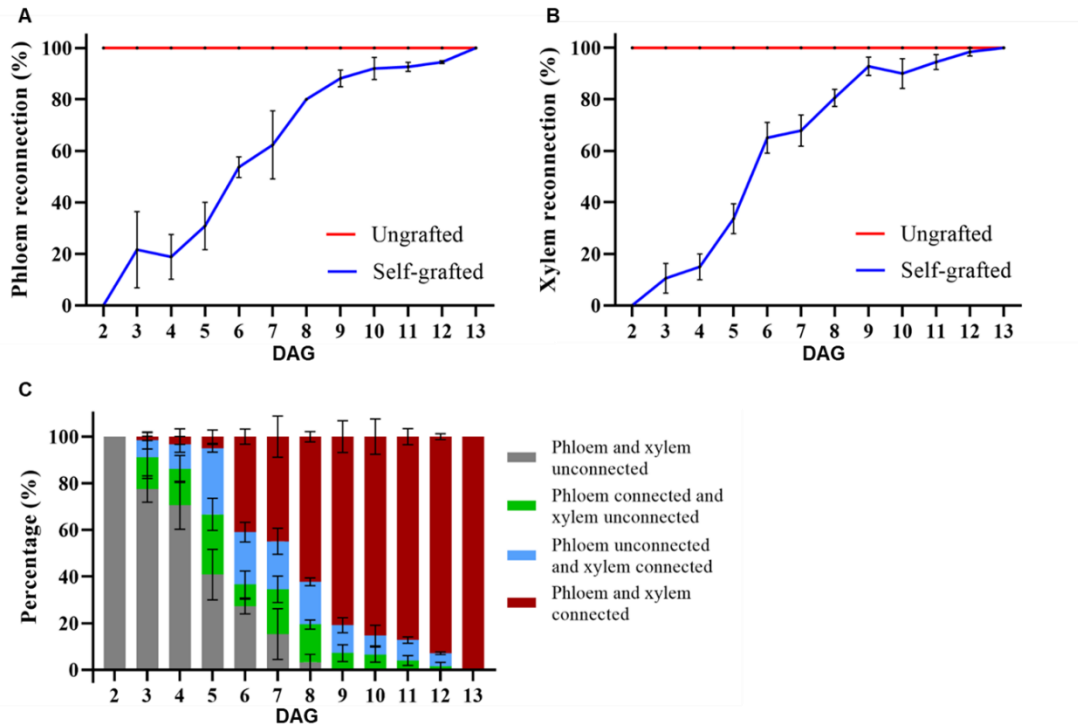 A
Phloem reconnection (%)
100
80
60
40
20
0
Ungrafted
Self-grafted
2 3 4 5 6 7 8 9 10 11 12 13
DAG
B
Xylem reconnection (%)
100
80
60
40
20
0
Ungrafted
Self-grafted
2 3 4 5 6 7 8 9 10 11 12 13
DAG
C
Percentage (%)
100
80
60
40
20
0
2 3 4 5 6 7 8 9 10 11 12 13
DAG
Phloem and xylem
unconnected
Phloem connected and
xylem unconnected
Phloem unconnected
and xylem connected
Phloem and xylem
connected